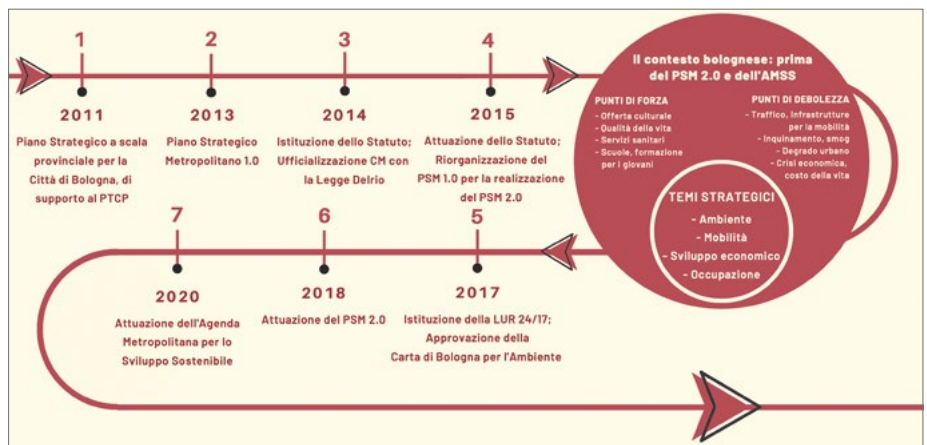 1
2011
Piano Strategico a scala
provinciale per la
Città di Bologna, di
supporto al PTCP
2
2013
Piano Strategico
Metropolitano 1.0
3
2014
Istituzione dello Statuto;
Ufficializzazione CM con
la Legge Delrio
4
2015
Attuazione dello Statuto;
Riorganizzazione del
PSM 1.0 per la realizzazione
del PSM 2.0
Il contesto bolognese: prima
del PSM 2.0 e dell'AMSS
PUNTI DI FORZA
- Offerta culturale
- Qualità della vita
- Servizi sanitari
- Scuole, formazione
per i giovani
PUNTI DI DEBOLEZZA
- Traffico, Infrastrutture
per la mobilità
- Inquinamento, smog
- Degrado urbano
- Crisi economica,
costo della vita
TEMI STRATEGICI
- Ambiente
- Mobilità
- Sviluppo economico
- Occupazione
5
2017
Istituzione della LUR 24/17;
Approvazione della
Carta di Bologna per l'Ambiente
6
2018
Attuazione del PSM 2.0
7
2020
Attuazione dell'Agenda
Metropolitana per lo
Sviluppo Sostenibile